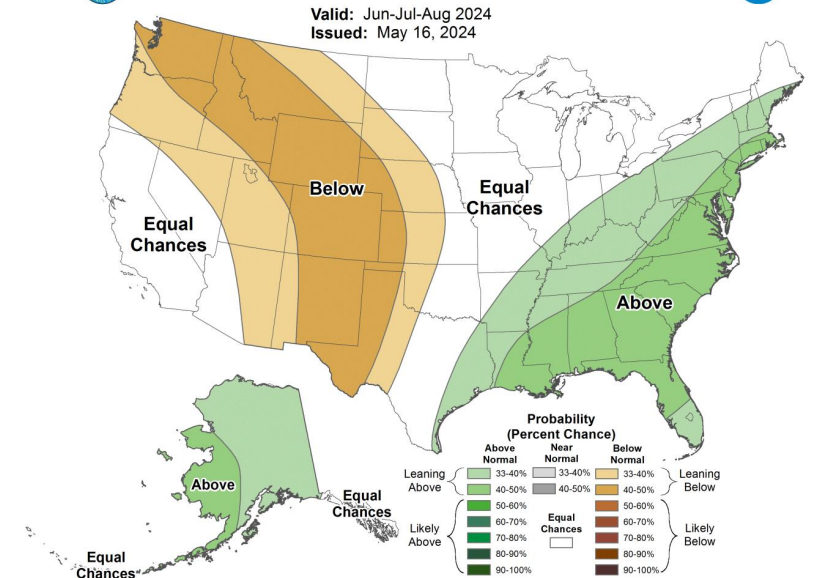 Valid: Jun-Jul-Aug 2024
Issued: May 16, 2024
Below
Equal
Chances
Equal
Chances
Above
Above
Equal
Chances
Equal
Chances
Probability
(Percent Chance)
Above
Normal
Near
Normal
Below
Normal
Leaning
Above
33-40%
33-40%
33-40%
Leaning
Below
40-50%
40-50%
40-50%
Likely
Above
50-60%
60-70%
70-80%
80-90%
90-100%
Equal
Chances
50-60%
60-70%
70-80%
80-90%
90-100%
Likely
Below